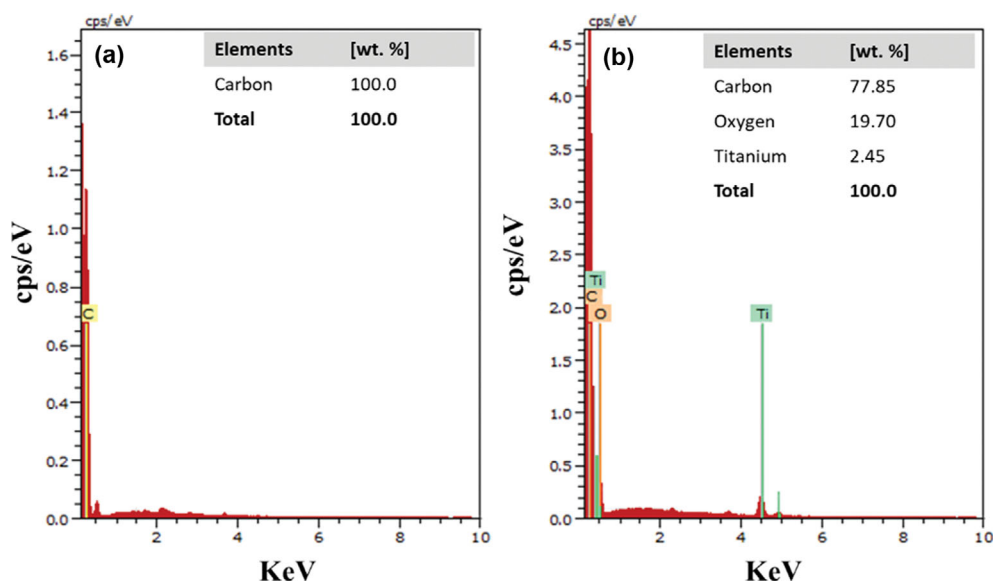 cps/eV
(a)
Elements [wt. %]
Carbon 100.0
Total 100.0
1.6
1.4
1.2
1.0
0.8
0.6
0.4
0.2
0.0
cps/eV
C
2 4 6 8 10
KeV
cps/eV
(b)
Elements [wt. %]
Carbon 77.85
Oxygen 19.70
Titanium 2.45
Total 100.0
4.5
4.0
3.5
3.0
2.5
2.0
1.5
1.0
0.5
0.0
cps/eV
Ti
C
O
Ti
2 4 6 8 10
KeV